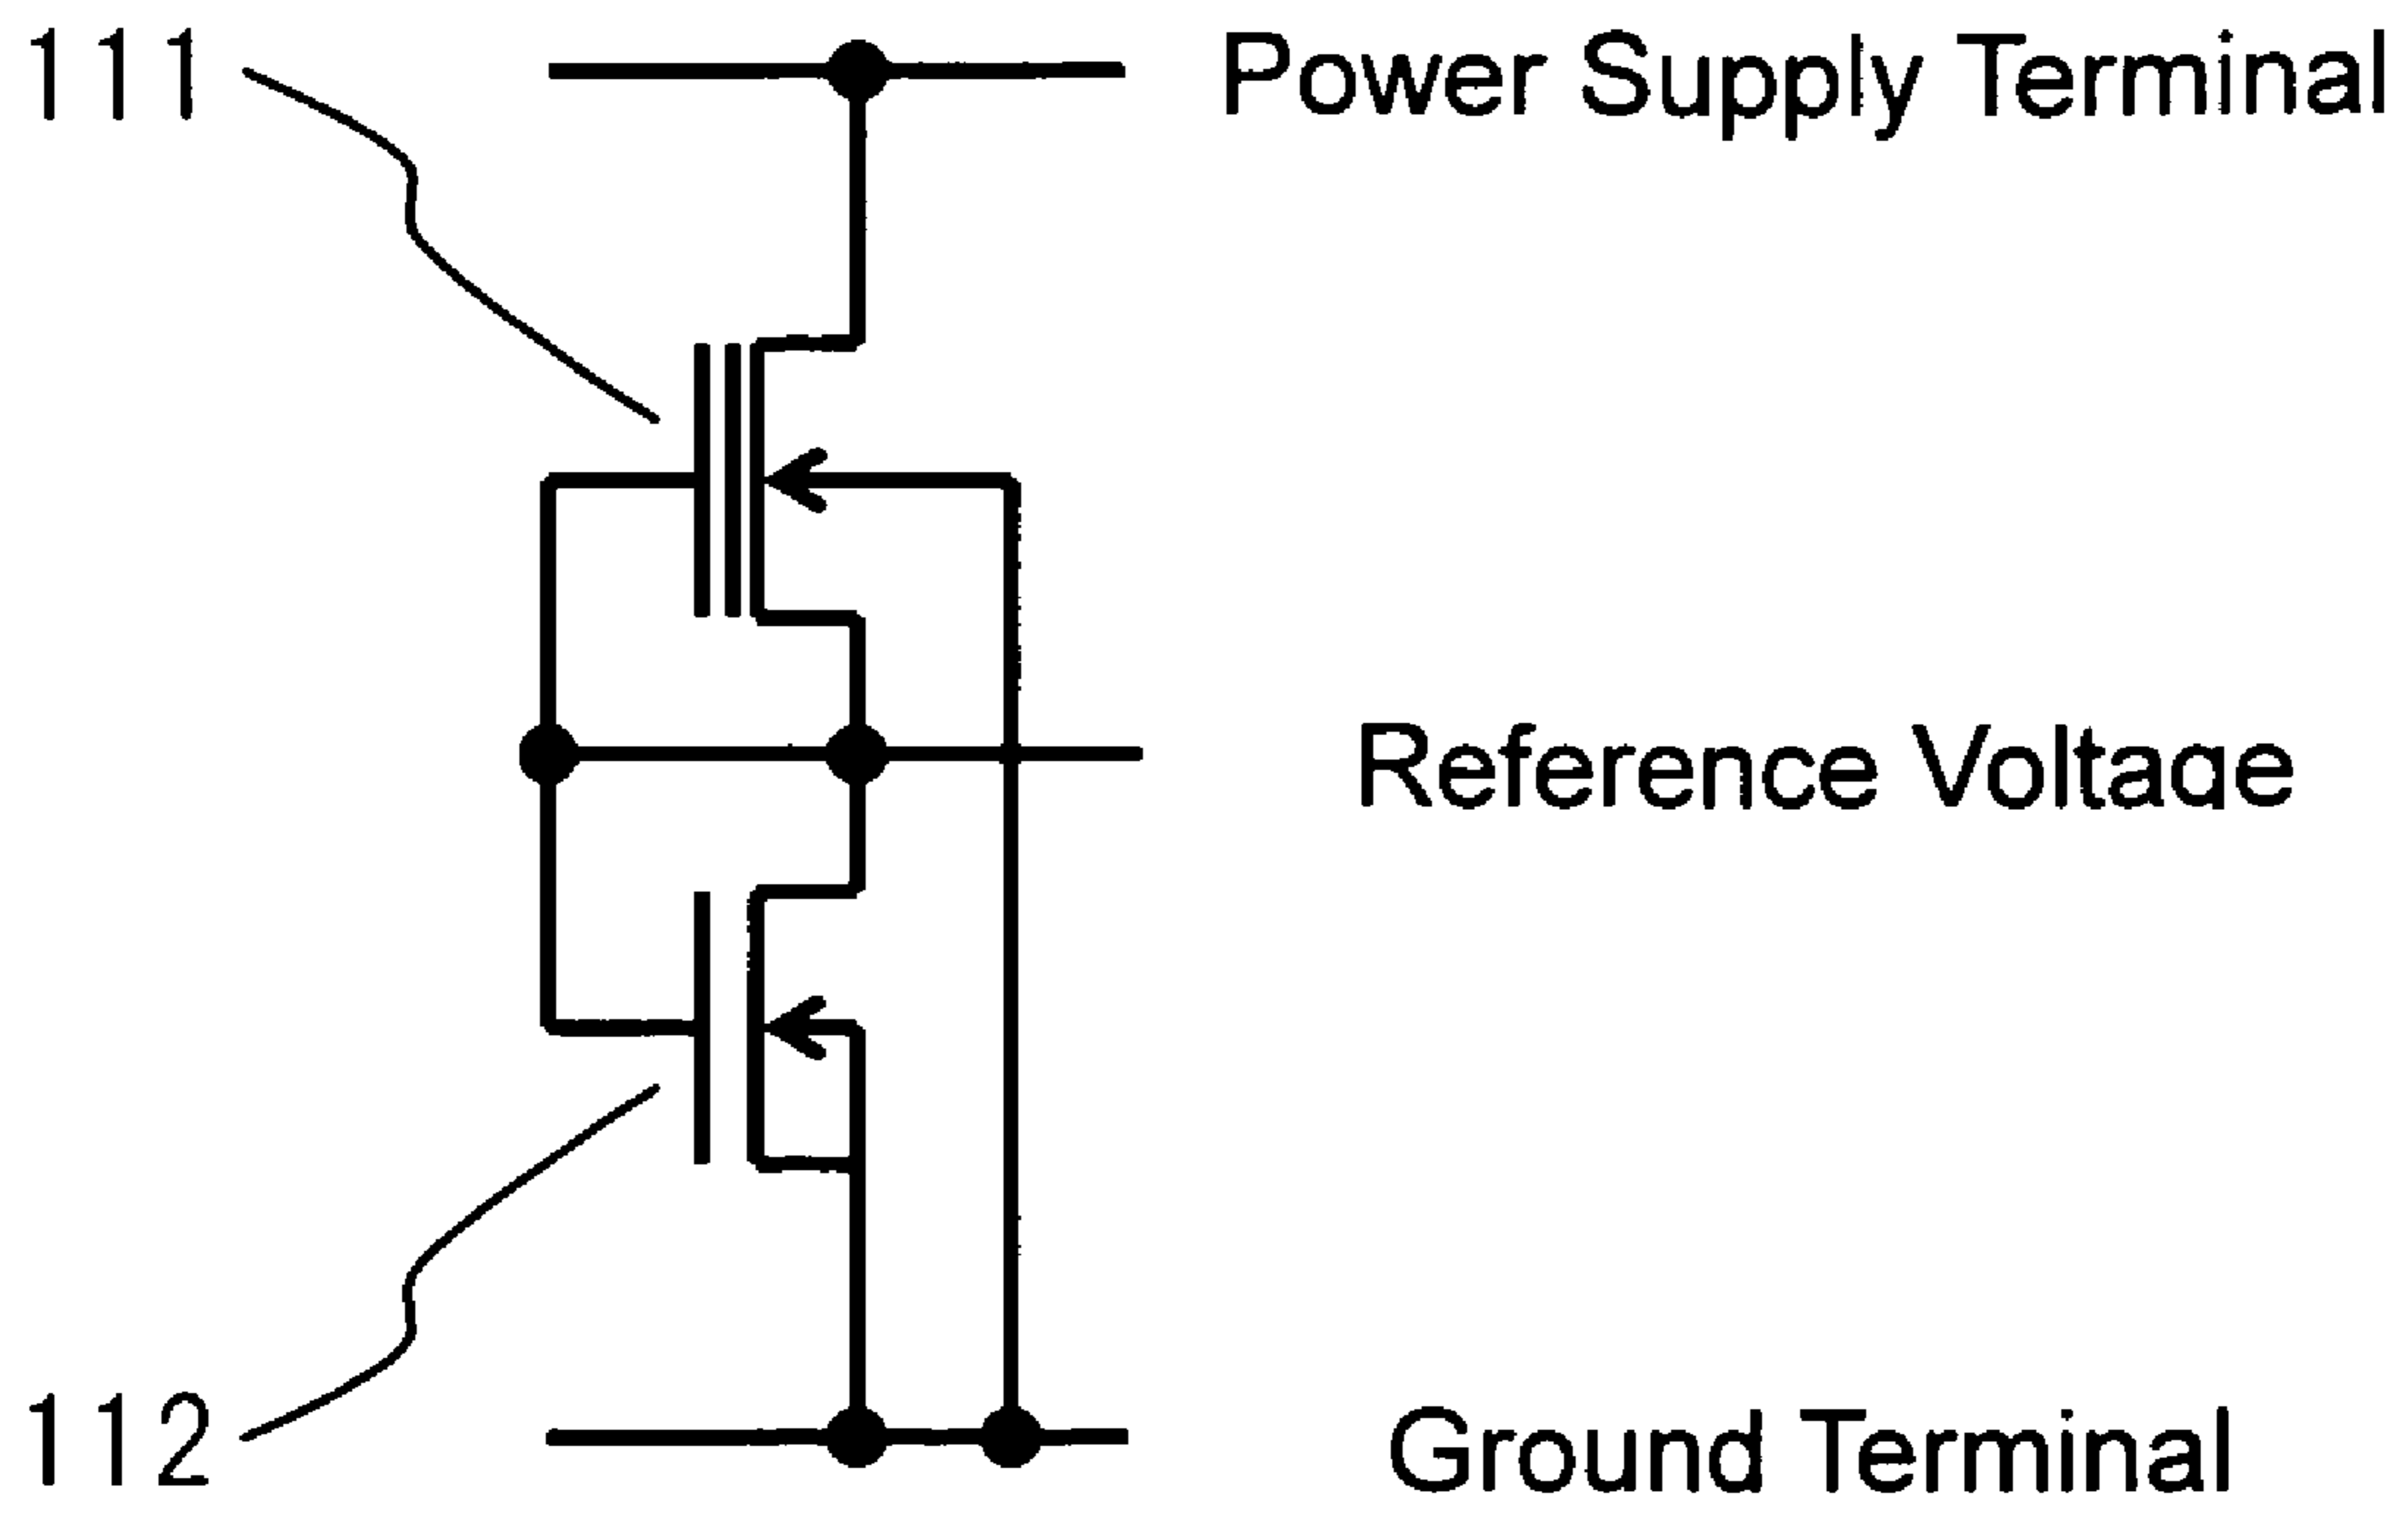 111
Power Supply Terminal
Reference Voltage
112
Ground Terminal